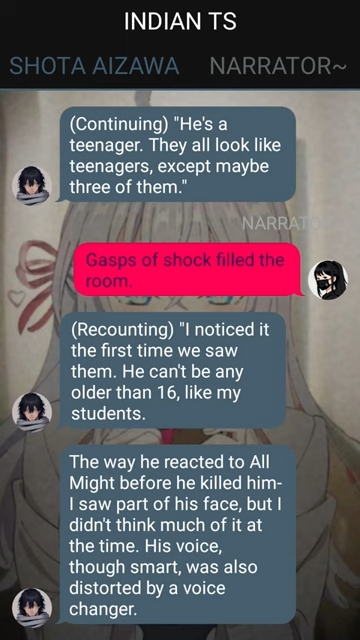 INDIAN TS
SHOTA AIZAWA NARRATOR~
(Continuing) "He's a
teenager. They all look like
teenagers, except maybe
three of them."
NARRATO
Gasps of shock filled the
room.
(Recounting) "I noticed it
the first time we saw
them. He can't be any
older than 16, like my
students.
The way he reacted to All
Might before he killed him-
I saw part of his face, but I
didn't think much of it at
the time. His voice,
though smart, was also
distorted by a voice
changer.